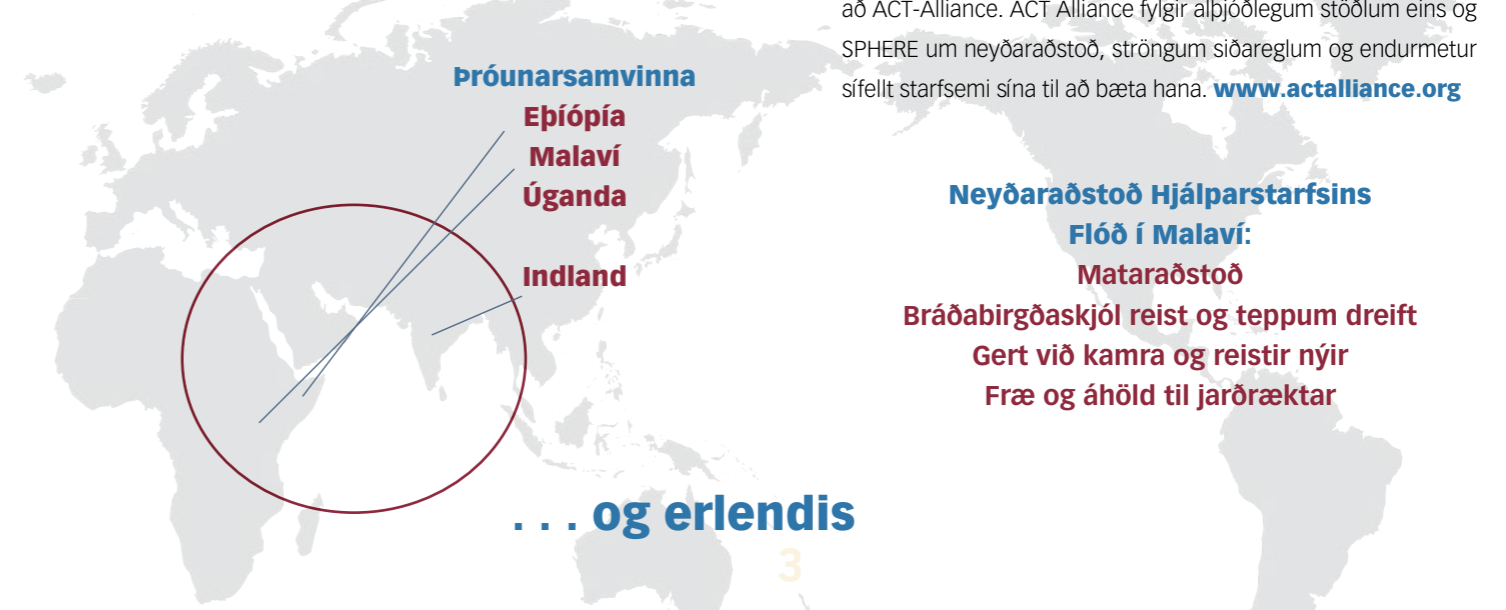 að ACT-Alliance. ACT Alliance fylgir alþjóðlegum stöðlum eins og
SPHERE um neyðaraðstoð, ströngum siðareglum og endurmetur
sífellt starfsemi sína til að bæta hana. www.actalliance.org
Þróunarsamvinna
Eþíópía
Malaví
Úganda
Indland
Neyðaraðstoð Hjálparstarfsins
Flóð í Malaví:
Mataraðstoð
Bráðabirgðaskjól reist og teppum dreift
Gert við kamra og reistir nýir
Fræ og áhöld til jarðræktar
. . . og erlendis
3